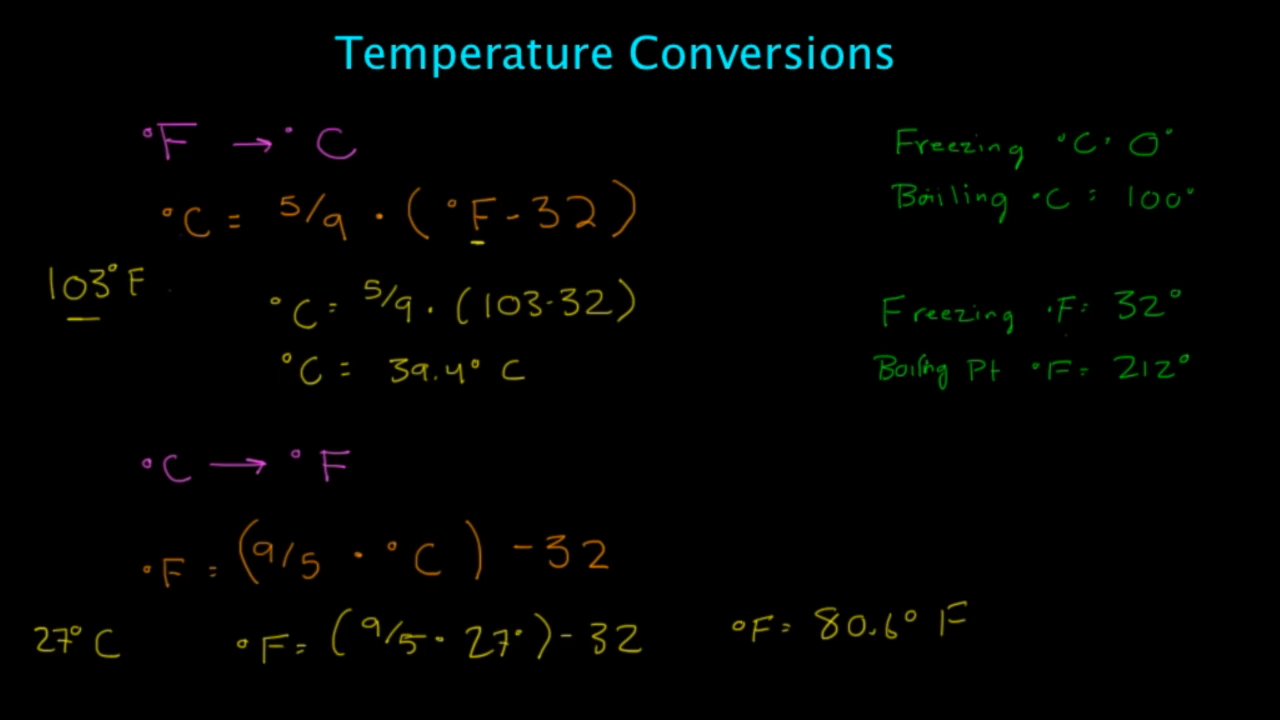 Temperature Conversions
°F → °C
°C = 5/9 · (°F - 32)
103°F
°C = 5/9 · (103-32)
°C = 39.4° C
°C → °F
°F = (9/5 · °C) - 32
27°C
°F = (9/5 · 27°) - 32
°F = 80.6° F
Freezing °C · 0°
Boiling °C = 100°
Freezing °F = 32°
Boiling Pt °F = 212°